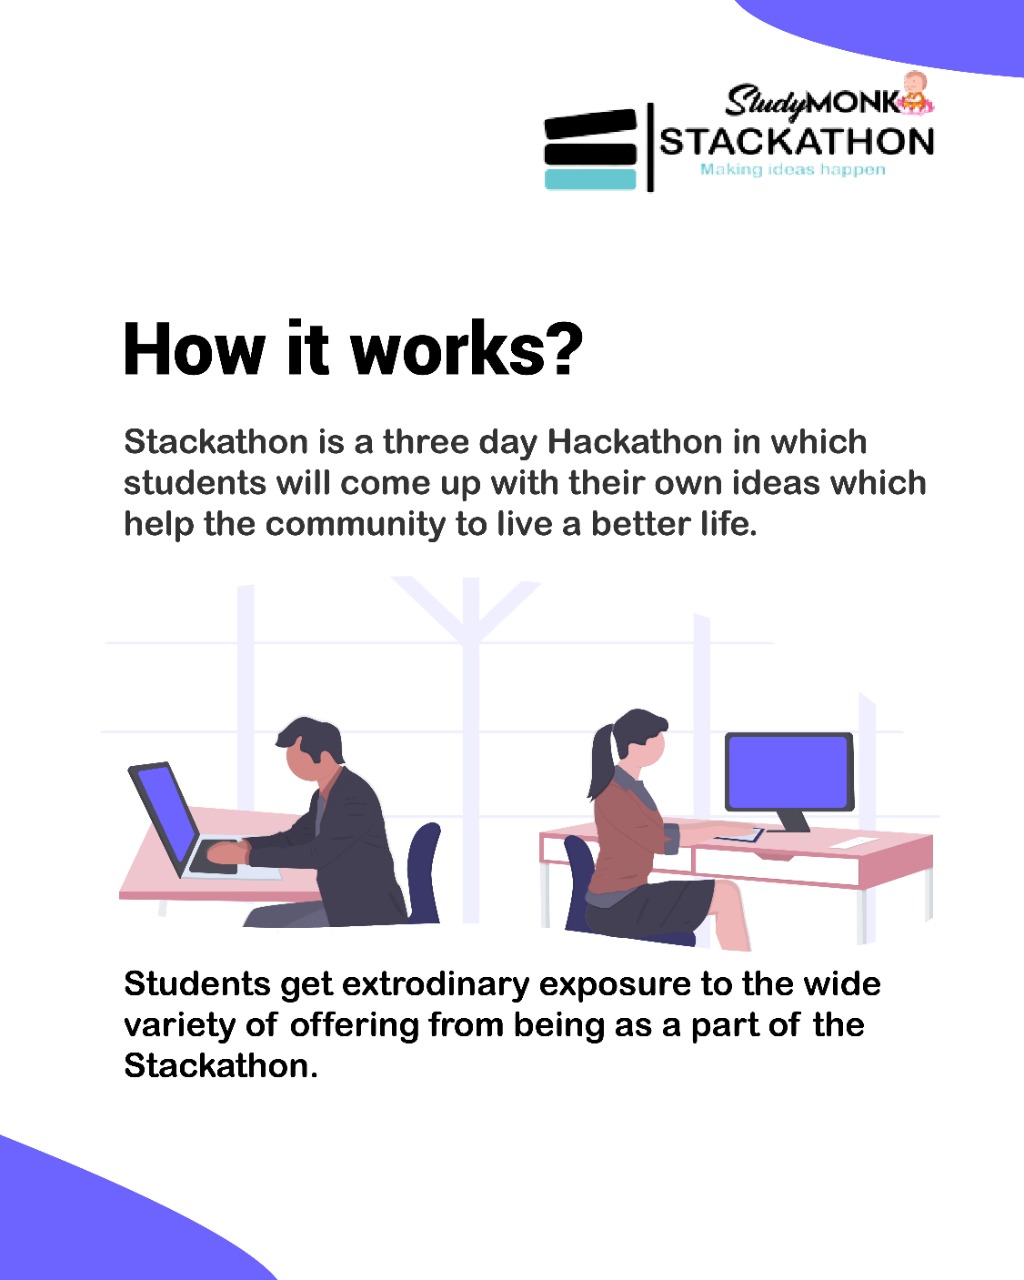 StudyMONK
STACKATHON
Making ideas happen
How it works?
Stackathon is a three day Hackathon in which
students will come up with their own ideas which
help the community to live a better life.
Students get extrodinary exposure to the wide
variety of offering from being as a part of the
Stackathon.